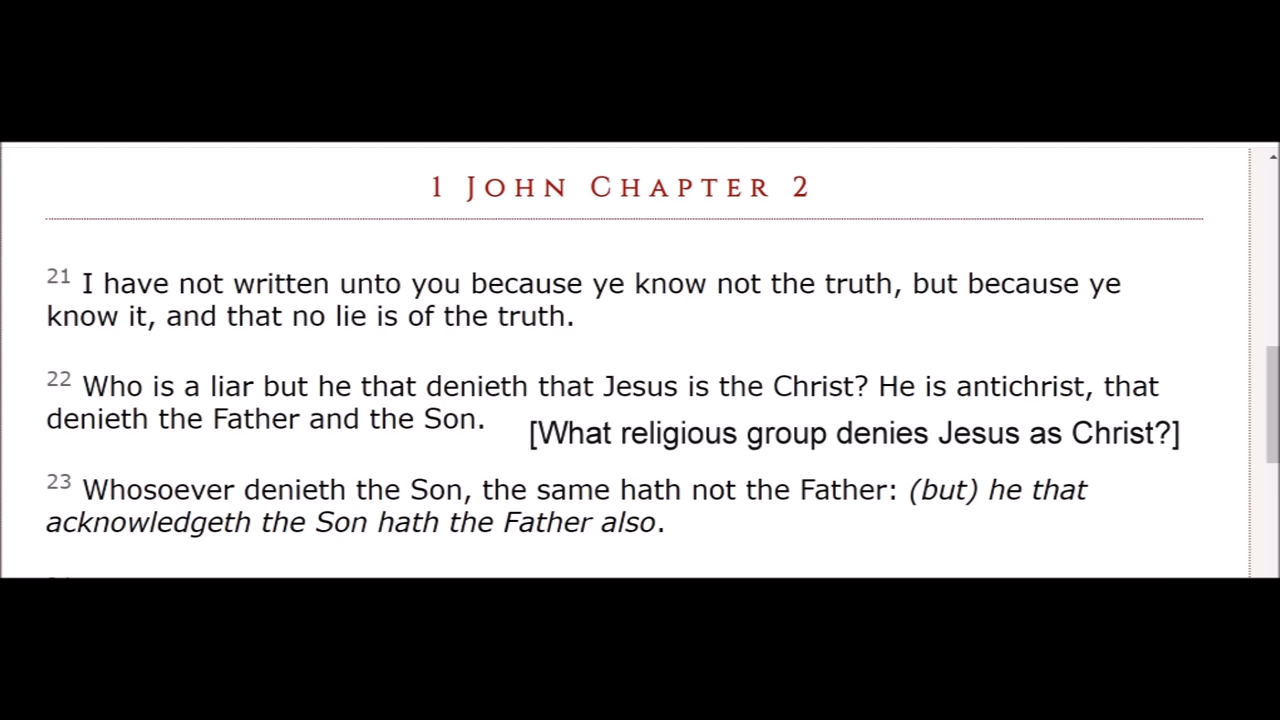 1 John Chapter 2
21 I have not written unto you because ye know not the truth, but because ye
know it, and that no lie is of the truth.
22 Who is a liar but he that denieth that Jesus is the Christ? He is antichrist, that
denieth the Father and the Son.
[What religious group denies Jesus as Christ?]
23 Whosoever denieth the Son, the same hath not the Father: (but) he that
acknowledgeth the Son hath the Father also.